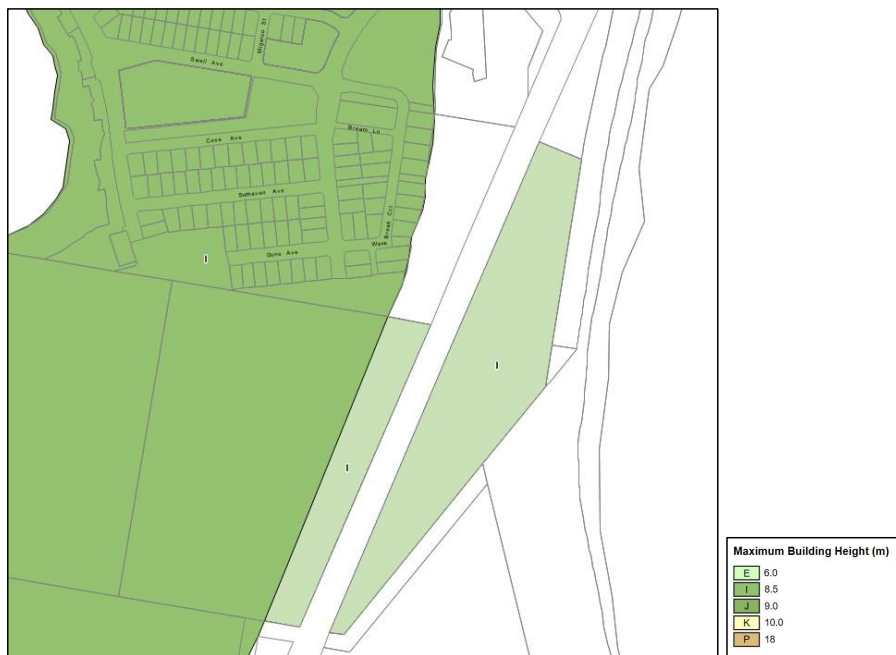 Migaloo St
Swell Ave
Bream Ln
Cove Ave
Sethaven Ave
Break Cct
Wave
Dune Ave
I
I
I
Maximum Building Height (m)
E 6.0
I 8.5
J 9.0
K 10.0
P 18